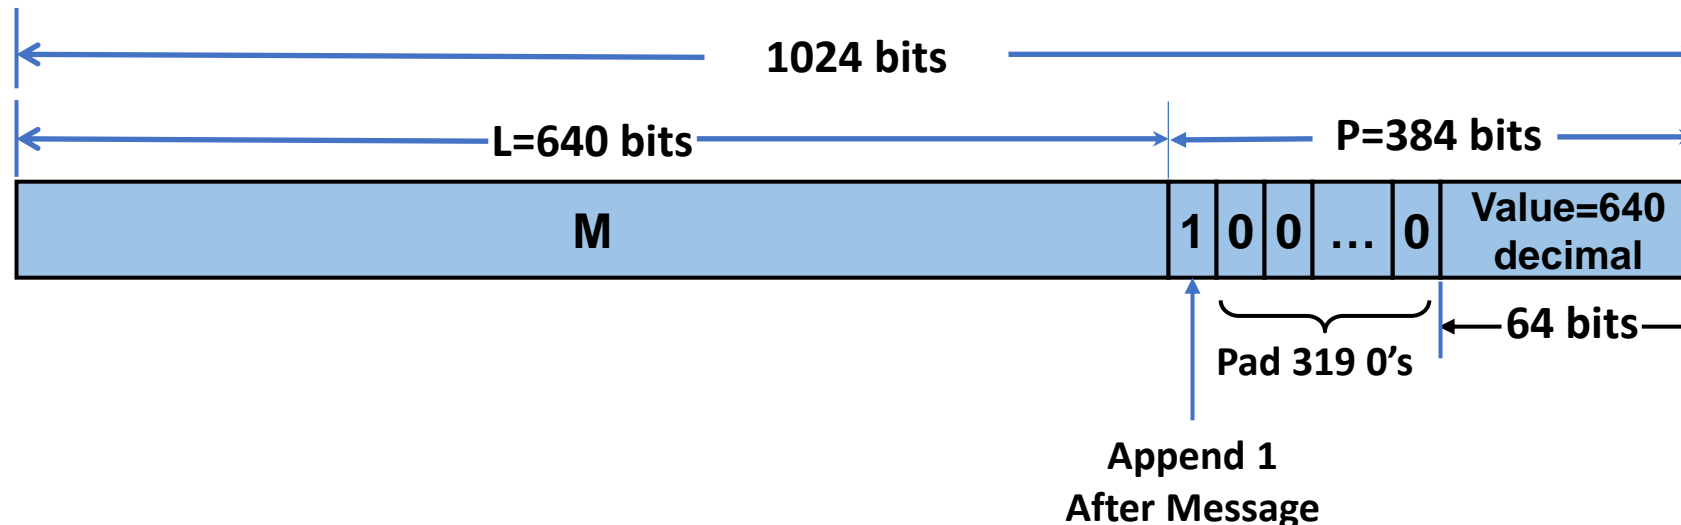 1024 bits
L=640 bits
P=384 bits
M
1 0 0 ... 0
Value=640
decimal
64 bits
Pad 319 0’s
Append 1
After Message